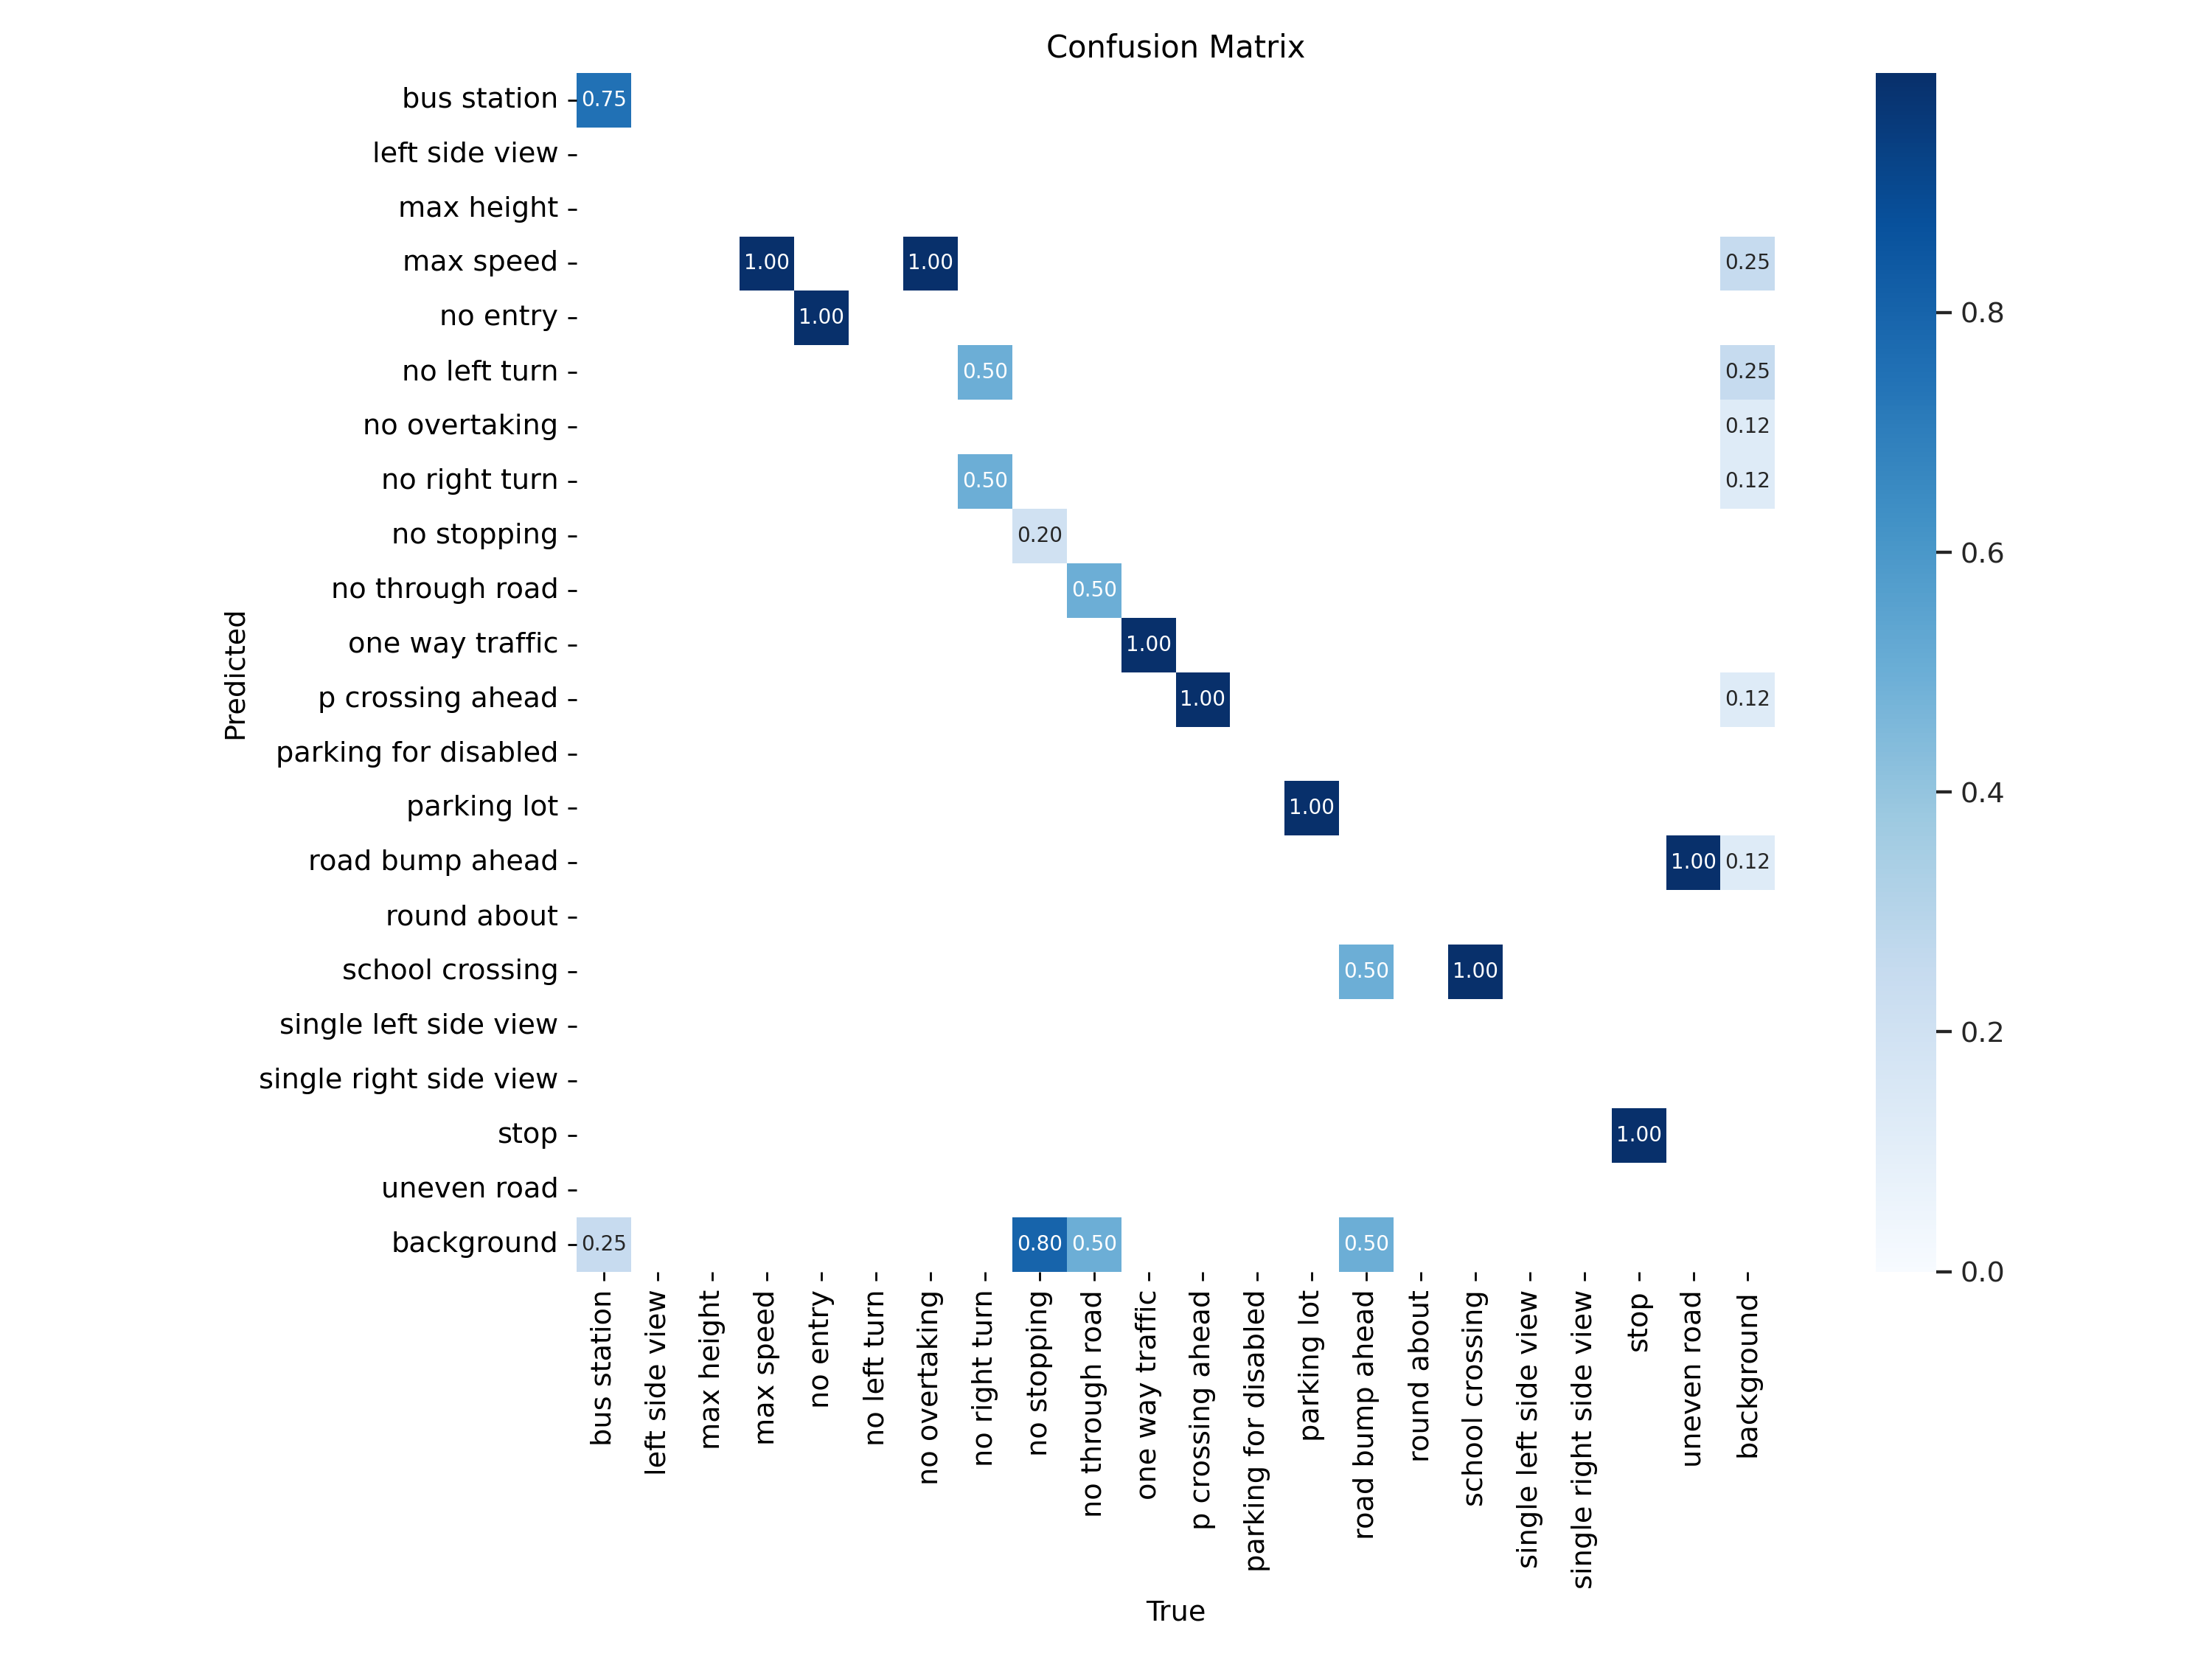 Confusion Matrix
bus station 0.75
left side view
max height
max speed 1.00 1.00 0.25
no entry 1.00
0.8
no left turn 0.50 0.25
no overtaking 0.12
no right turn 0.50 0.12
no stopping 0.20
0.6
no through road 0.50
one way traffic 1.00
Predicted
p crossing ahead 1.00 0.12
parking for disabled
0.4
parking lot 1.00
road bump ahead 1.00 0.12
round about
school crossing 0.50 1.00
single left side view
0.2
single right side view
stop 1.00
uneven road
background 0.25 0.80 0.50 0.50
0.0
bus station
left side view
max height
max speed
no entry
no left turn
no overtaking
no right turn
no stopping
no through road
one way traffic
p crossing ahead
parking for disabled
parking lot
road bump ahead
round about
school crossing
single left side view
single right side view
stop
uneven road
background
True